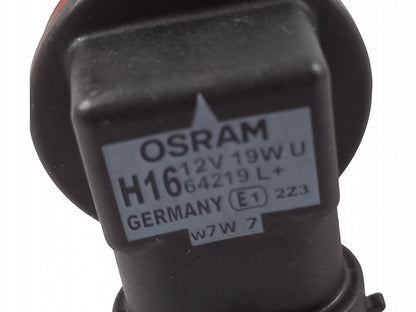 OSRAM
H16 12V 19W U
64219 L+
GERMANY E1 2Z3
W7W 7